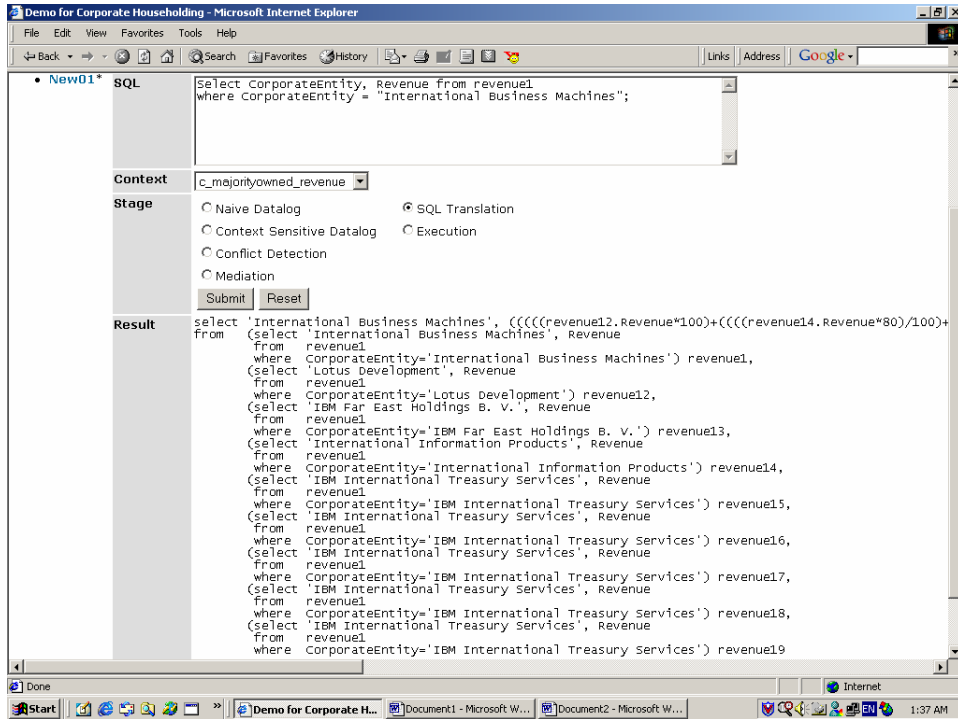 Demo for Corporate Householding - Microsoft Internet Explorer
File Edit View Favorites Tools Help
Back Search Favorites History Links Address Google
New01* SQL Select CorporateEntity, Revenue from revenue1
where CorporateEntity = "International Business Machines";
Context c_majorityowned_revenue
Stage Naive Datalog SQL Translation
Context Sensitive Datalog Execution
Conflict Detection
Mediation
Submit Reset
Result select 'International Business Machines', (((((revenue12.Revenue*100)+((((revenue14.Revenue*80)/100)+
from (select 'International Business Machines', Revenue
from revenue1
where CorporateEntity='International Business Machines') revenue1,
(select 'Lotus Development', Revenue
from revenue1
where CorporateEntity='Lotus Development') revenue12,
(select 'IBM Far East Holdings B. V.', Revenue
from revenue1
where CorporateEntity='IBM Far East Holdings B. V.') revenue13,
(select 'International Information Products', Revenue
from revenue1
where CorporateEntity='International Information Products') revenue14,
(select 'IBM International Treasury Services', Revenue
from revenue1
where CorporateEntity='IBM International Treasury Services') revenue15,
(select 'IBM International Treasury Services', Revenue
from revenue1
where CorporateEntity='IBM International Treasury Services') revenue16,
(select 'IBM International Treasury Services', Revenue
from revenue1
where CorporateEntity='IBM International Treasury Services') revenue17,
(select 'IBM International Treasury Services', Revenue
from revenue1
where CorporateEntity='IBM International Treasury Services') revenue18,
(select 'IBM International Treasury Services', Revenue
from revenue1
where CorporateEntity='IBM International Treasury Services') revenue19
Done Internet
Start » Demo for Corporate H... Document1 - Microsoft W... Document2 - Microsoft W... EN 1:37 AM